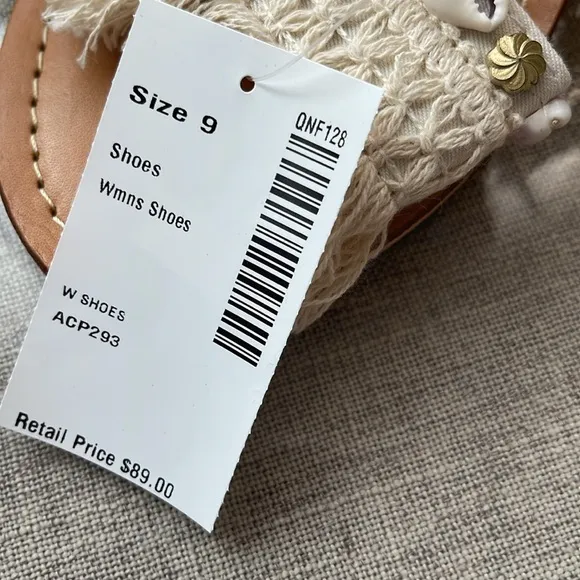 Size 9
QNF128
Shoes
Wmns Shoes
W SHOES
ACP293
Retail Price $89.00